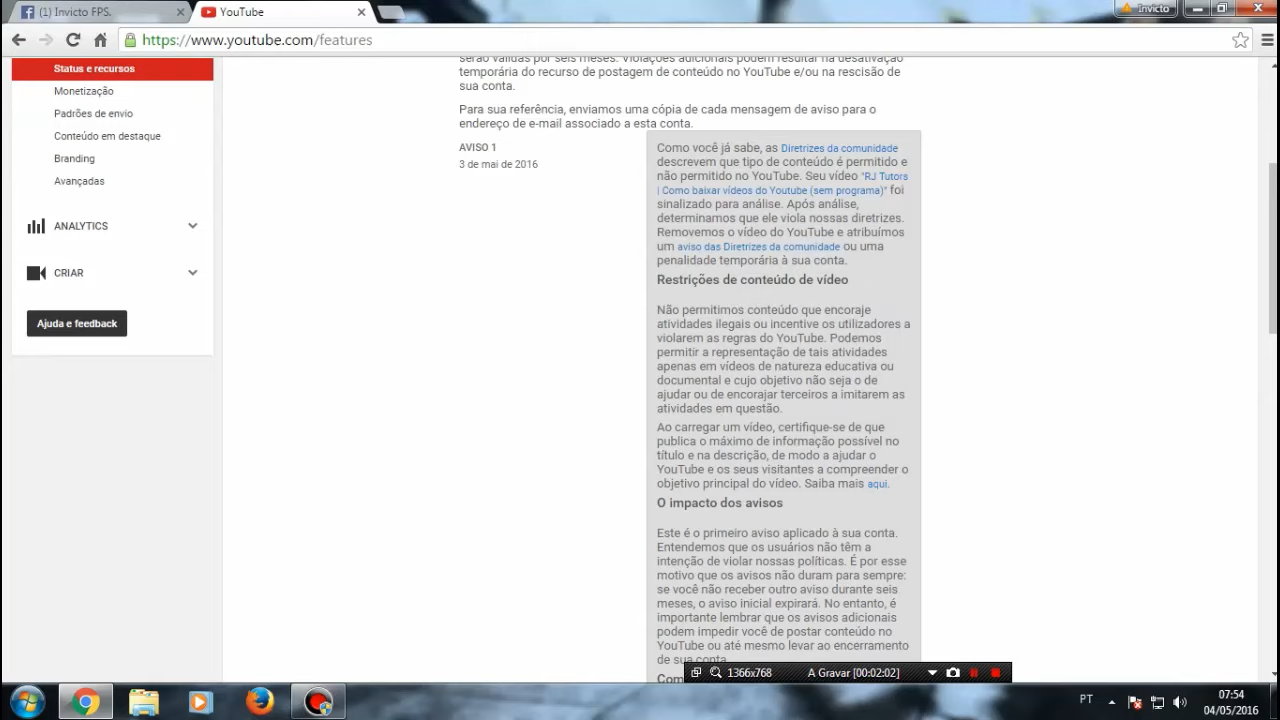 (1) Invicto FPS.
YouTube
Invicto
https://www.youtube.com/features
Status e recursos
Monetização
Padrões de envio
Conteúdo em destaque
Branding
Avançadas
ANALYTICS
CRIAR
Ajuda e feedback
serão válidas por seis meses. Violações adicionais podem resultar na desativação
temporária do recurso de postagem de conteúdo no YouTube e/ou na rescisão de
sua conta.
Para sua referência, enviamos uma cópia de cada mensagem de aviso para o
endereço de e-mail associado a esta conta.
AVISO 1
3 de mai de 2016
Como você já sabe, as Diretrizes da comunidade
descrevem que tipo de conteúdo é permitido e
não permitido no YouTube. Seu vídeo "RJ Tutors
| Como baixar vídeos do Youtube (sem programa)" foi
sinalizado para análise. Após análise,
determinamos que ele viola nossas diretrizes.
Removemos o vídeo do YouTube e atribuímos
um aviso das Diretrizes da comunidade ou uma
penalidade temporária à sua conta.
Restrições de conteúdo de vídeo
Não permitimos conteúdo que encoraje
atividades ilegais ou incentive os utilizadores a
violarem as regras do YouTube. Podemos
permitir a representação de tais atividades
apenas em vídeos de natureza educativa ou
documental e cujo objetivo não seja o de
ajudar ou de encorajar terceiros a imitarem as
atividades em questão.
Ao carregar um vídeo, certifique-se de que
publica o máximo de informação possível no
título e na descrição, de modo a ajudar o
YouTube e os seus visitantes a compreender o
objetivo principal do vídeo. Saiba mais aqui.
O impacto dos avisos
Este é o primeiro aviso aplicado à sua conta.
Entendemos que os usuários não têm a
intenção de violar nossas políticas. É por esse
motivo que os avisos não duram para sempre:
se você não receber outro aviso durante seis
meses, o aviso inicial expirará. No entanto, é
importante lembrar que os avisos adicionais
podem impedir você de postar conteúdo no
YouTube ou até mesmo levar ao encerramento
de sua conta.
1366x768
A Gravar [00:02:02]
PT
07:54
04/05/2016